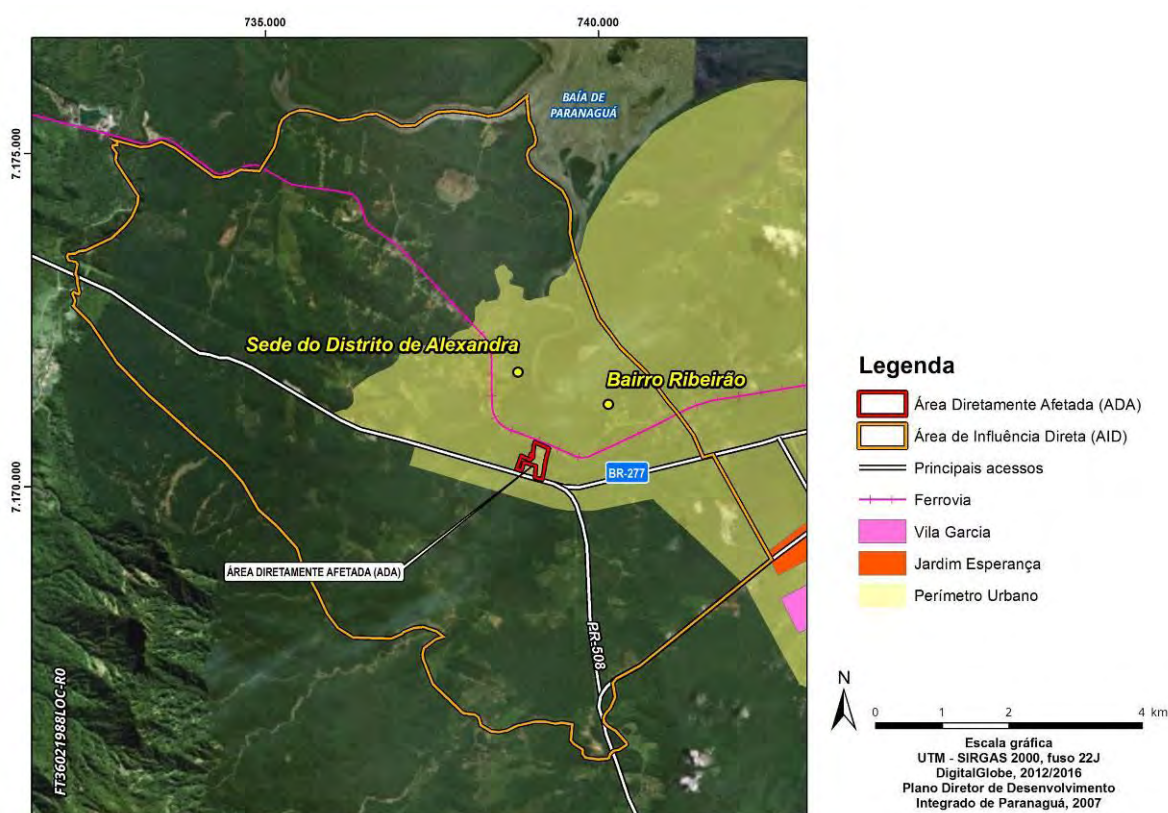 735.000
740.000
7.175.000
7.170.000
BAÍA DE
PARANAGUÁ
Sede do Distrito de Alexandra
Bairro Ribeirão
BR-277
ÁREA DIRETAMENTE AFETADA (ADA)
PR-508
FT36021988LOC-R0
Legenda
Área Diretamente Afetada (ADA)
Área de Influência Direta (AID)
Principais acessos
Ferrovia
Vila Garcia
Jardim Esperança
Perímetro Urbano
N
0 1 2 4 km
Escala gráfica
UTM - SIRGAS 2000, fuso 22J
DigitalGlobe, 2012/2016
Plano Diretor de Desenvolvimento
Integrado de Paranaguá, 2007